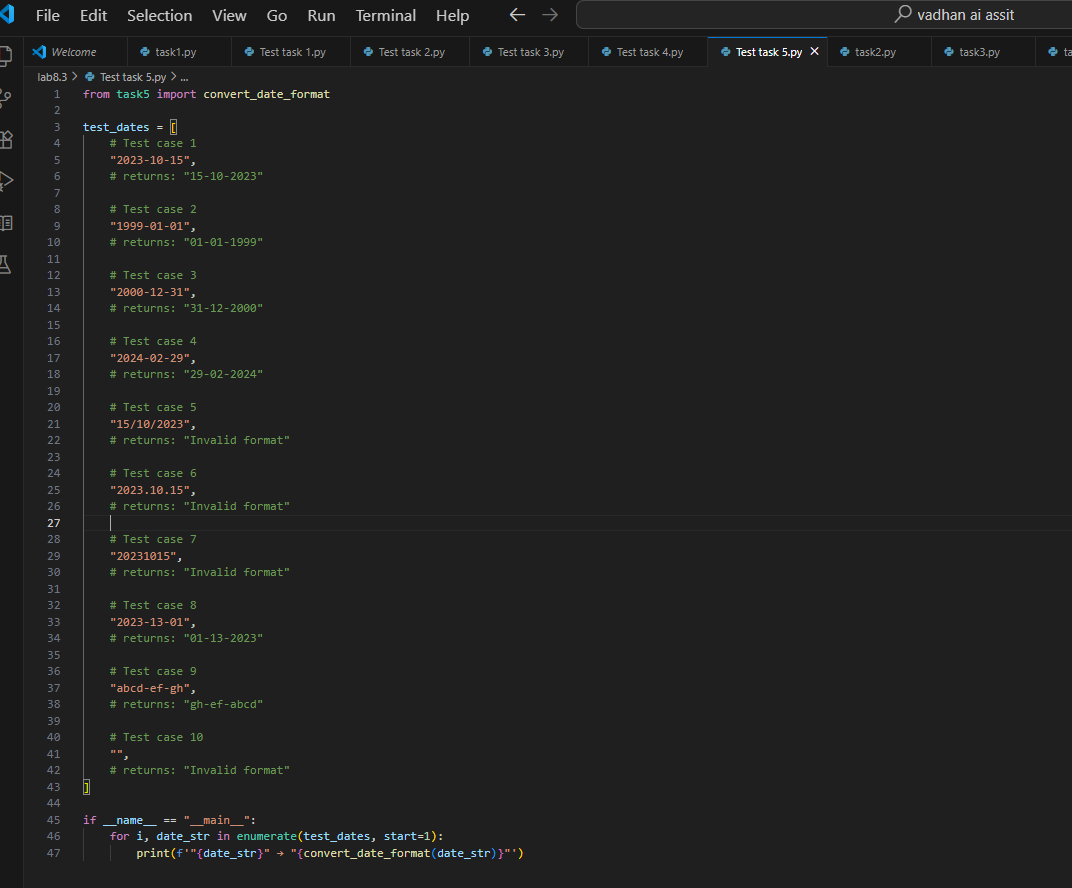 File Edit Selection View Go Run Terminal Help vadhan ai assit
Welcome task1.py Test task 1.py Test task 2.py Test task 3.py Test task 4.py Test task 5.py task2.py task3.py ta
lab8.3 > Test task 5.py > ...
1 from task5 import convert_date_format
2
3 test_dates = [
4 # Test case 1
5 "2023-10-15",
6 # returns: "15-10-2023"
7
8 # Test case 2
9 "1999-01-01",
10 # returns: "01-01-1999"
11
12 # Test case 3
13 "2000-12-31",
14 # returns: "31-12-2000"
15
16 # Test case 4
17 "2024-02-29",
18 # returns: "29-02-2024"
19
20 # Test case 5
21 "15/10/2023",
22 # returns: "Invalid format"
23
24 # Test case 6
25 "2023.10.15",
26 # returns: "Invalid format"
27
28 # Test case 7
29 "20231015",
30 # returns: "Invalid format"
31
32 # Test case 8
33 "2023-13-01",
34 # returns: "01-13-2023"
35
36 # Test case 9
37 "abcd-ef-gh",
38 # returns: "gh-ef-abcd"
39
40 # Test case 10
41 "",
42 # returns: "Invalid format"
43 ]
44
45 if __name__ == "__main__":
46 for i, date_str in enumerate(test_dates, start=1):
47 print(f'"{date_str}" → "{convert_date_format(date_str)}"')